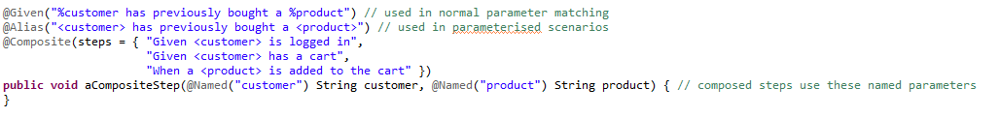 @Given("%customer has previously bought a %product") // used in normal parameter matching
@Alias("<customer> has previously bought a <product>") // used in parameterised scenarios
@Composite(steps = { "Given <customer> is logged in",
                     "Given <customer> has a cart",
                     "When a <product> is added to the cart" })
public void aCompositeStep(@Named("customer") String customer, @Named("product") String product) { // composed steps use these named parameters
}